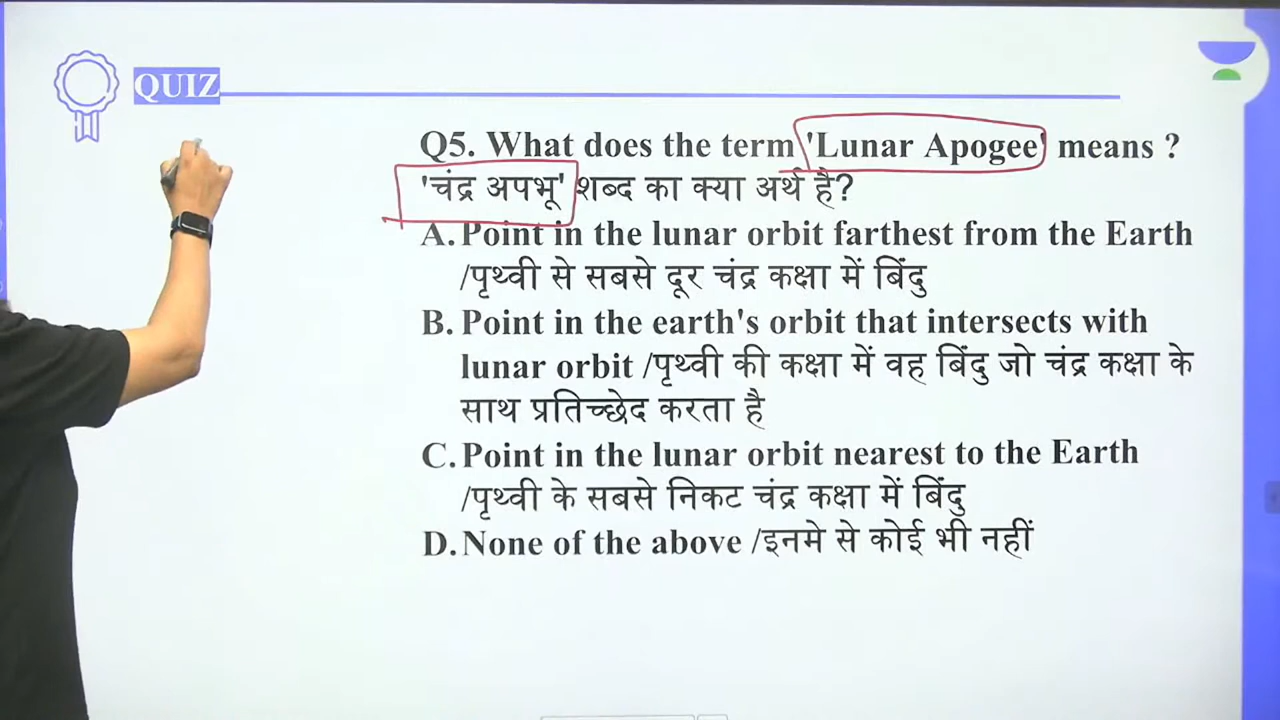 QUIZ
Q5. What does the term 'Lunar Apogee' means ?
'चंद्र अपभू' शब्द का क्या अर्थ है?
A. Point in the lunar orbit farthest from the Earth
/पृथ्वी से सबसे दूर चंद्र कक्षा में बिंदु
B. Point in the earth's orbit that intersects with
lunar orbit /पृथ्वी की कक्षा में वह बिंदु जो चंद्र कक्षा के
साथ प्रतिच्छेद करता है
C. Point in the lunar orbit nearest to the Earth
/पृथ्वी के सबसे निकट चंद्र कक्षा में बिंदु
D. None of the above /इनमे से कोई भी नहीं